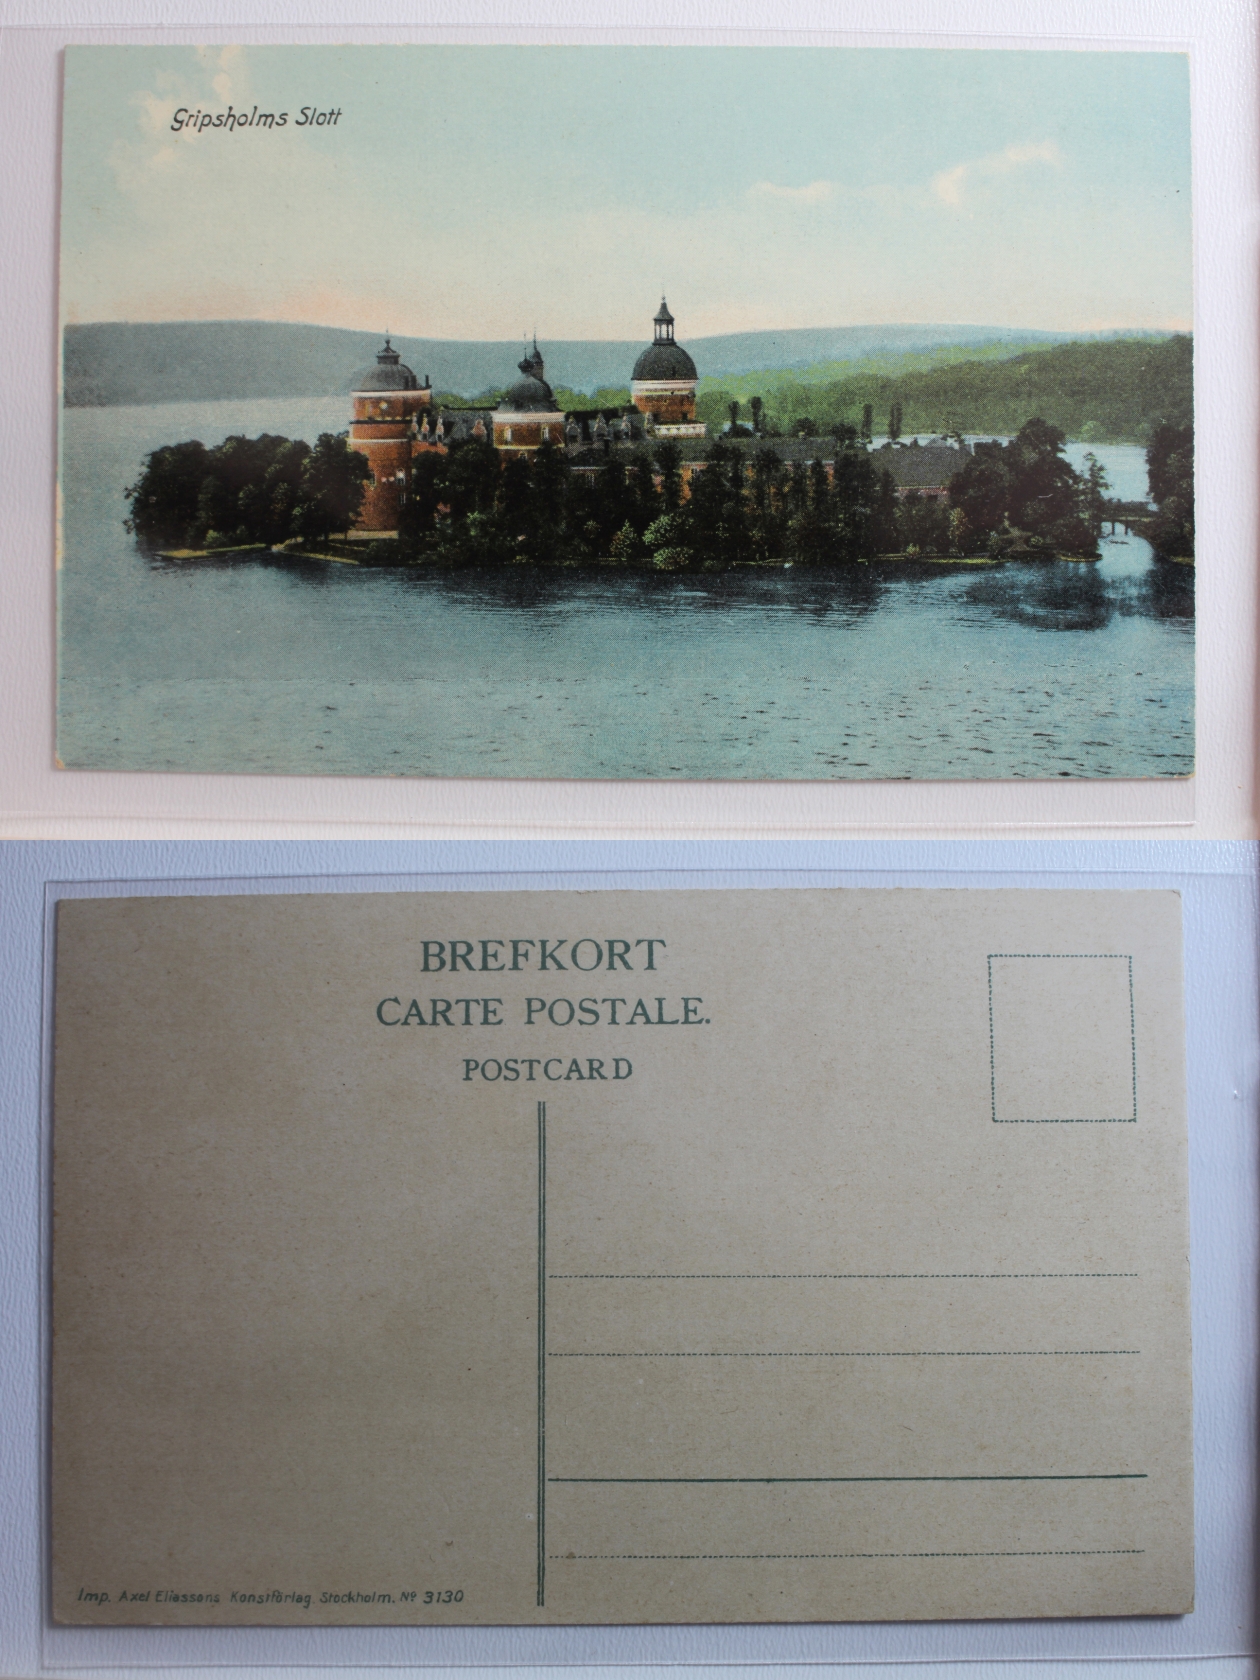 Gripsholms Slott
BREFKORT
CARTE POSTALE.
POSTCARD
Imp. Axel Eliassons Konstförlag. Stockholm. Nº 3130